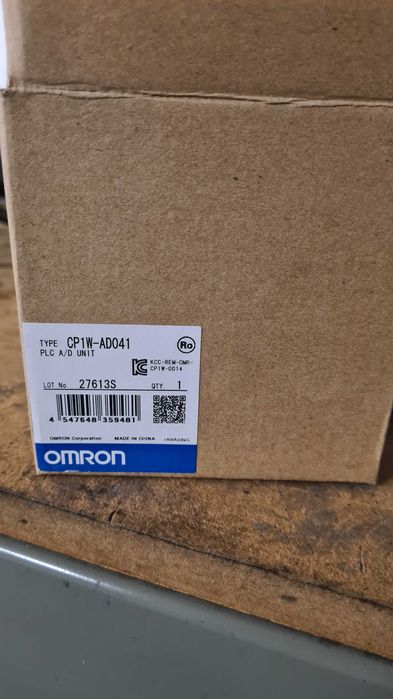 TYPE CP1W-AD041
PLC A/D UNIT
Ro
KC
KCC-REM-OMR-
CP1W-0014
LOT No. 27613S QTY. 1
4 547648 359481
OMRON Corporation MADE IN CHINA
OMRON